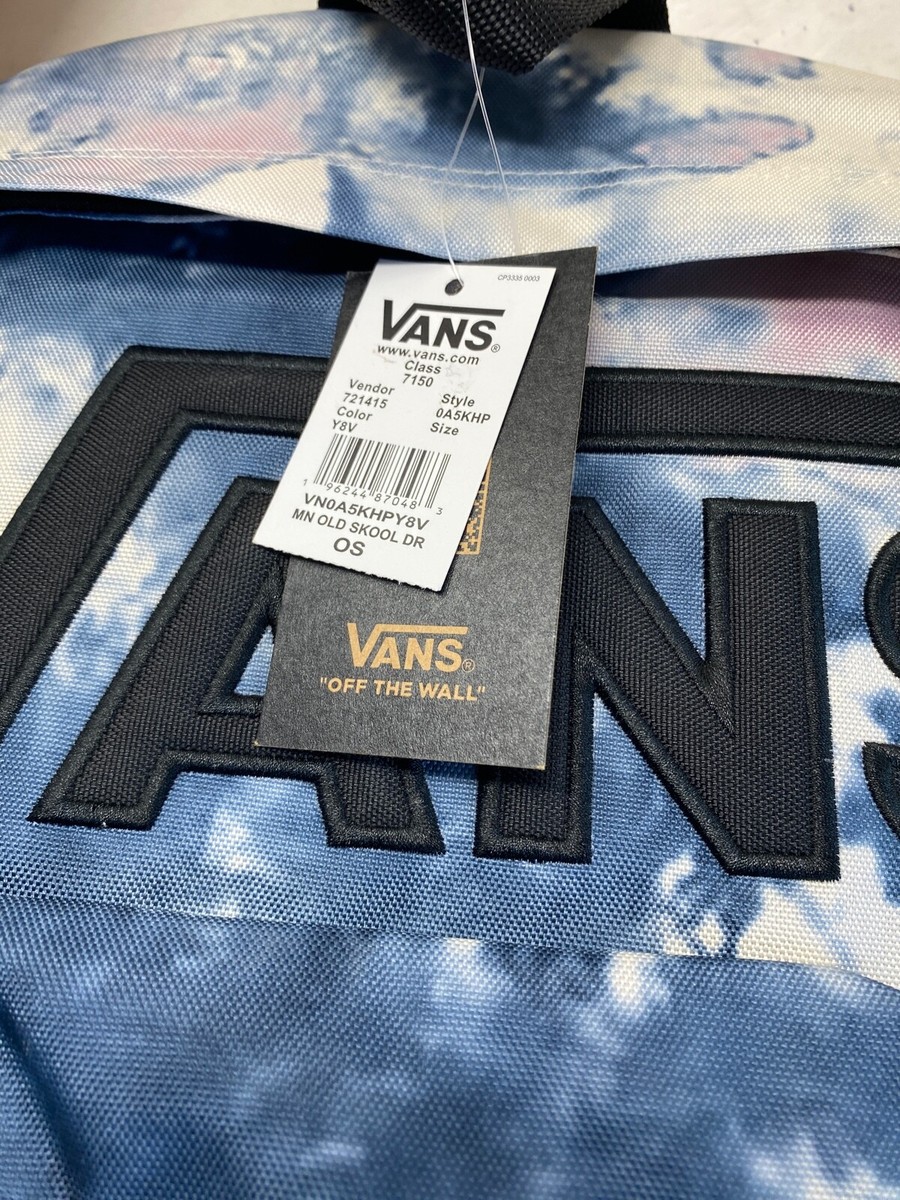 CP3335 0003
VANS®
www.vans.com
Class
7150
Vendor Style
721415 0A5KHP
Color Size
Y8V
1 96244 87048 3
VN0A5KHPY8V
MN OLD SKOOL DR
OS
VANS®
"OFF THE WALL"
VANS